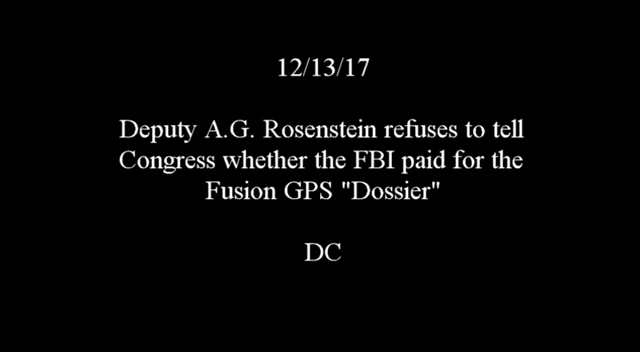 12/13/17
Deputy A.G. Rosenstein refuses to tell
Congress whether the FBI paid for the
Fusion GPS "Dossier"
DC